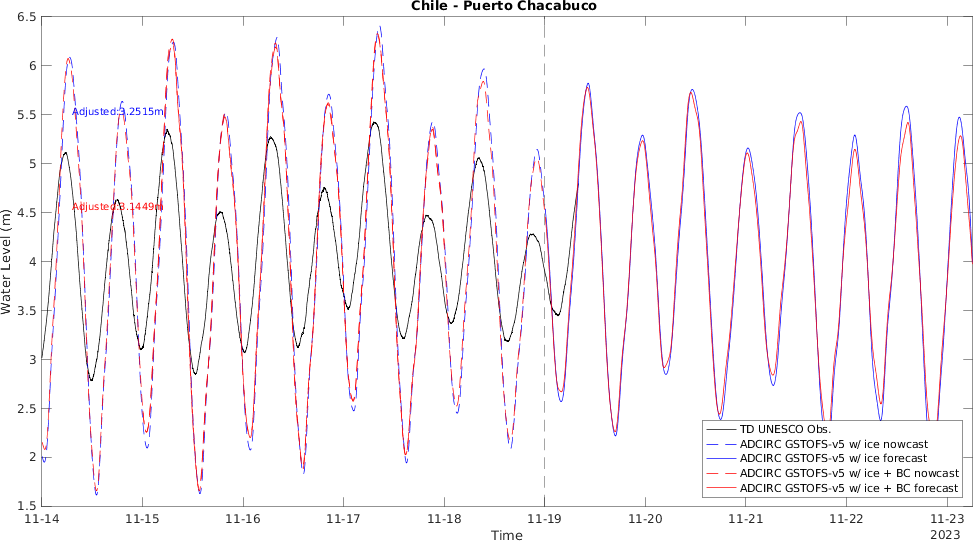 Chile - Puerto Chacabuco
6.5
6
5.5
5
4.5
4
3.5
3
2.5
2
1.5
Water Level (m)
Adjusted:3.2515m
Adjusted:3.1449m
TD UNESCO Obs.
ADCIRC GSTOFS-v5 w/ ice nowcast
ADCIRC GSTOFS-v5 w/ ice forecast
ADCIRC GSTOFS-v5 w/ ice + BC nowcast
ADCIRC GSTOFS-v5 w/ ice + BC forecast
11-14 11-15 11-16 11-17 11-18 11-19 11-20 11-21 11-22 11-23
2023
Time